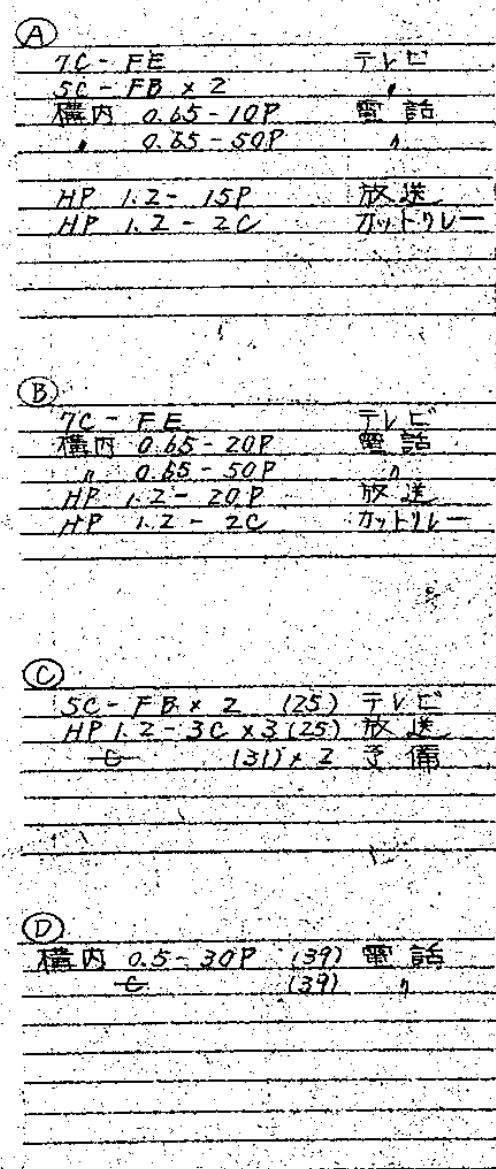 Ⓐ
7C - FE テレビ
5C - FB × 2 〃
構内 0.65 - 10P 電話
〃 0.65 - 50P 〃
HP 1.2 - 15P 放送
HP 1.2 - 2C カットリレー
Ⓑ
7C - FE テレビ
構内 0.65 - 20P 電話
〃 0.65 - 50P 〃
HP 1.2 - 20P 放送
HP 1.2 - 2C カットリレー
Ⓒ
5C - FB × 2 (25) テレビ
HP 1.2 - 3C × 3 (25) 放送
(31) × 2 予備
Ⓓ
構内 0.5 - 30P (39) 電話
(39) 〃